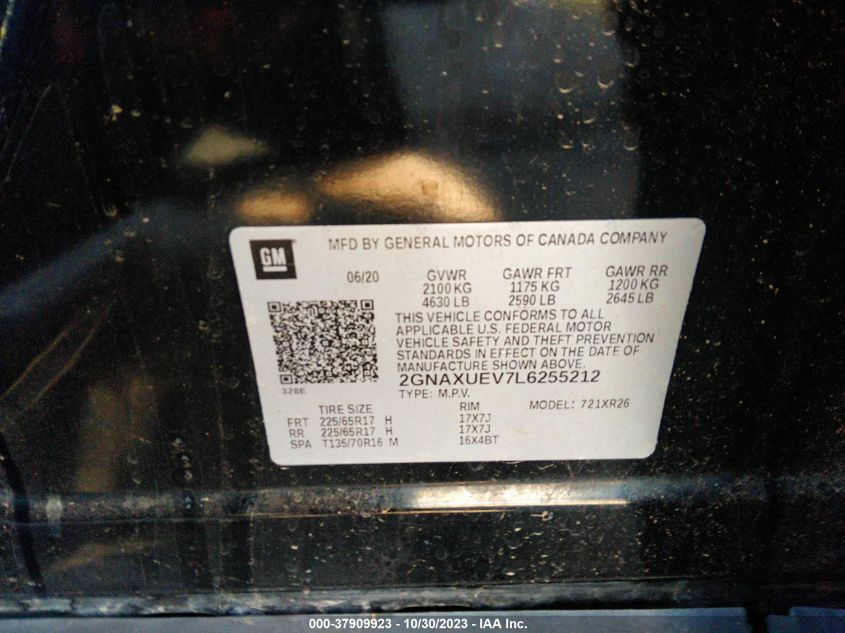 GM
MFD BY GENERAL MOTORS OF CANADA COMPANY
06/20 GVWR GAWR FRT GAWR RR
2100 KG 1175 KG 1200 KG
4630 LB 2590 LB 2645 LB
THIS VEHICLE CONFORMS TO ALL
APPLICABLE U.S. FEDERAL MOTOR
VEHICLE SAFETY AND THEFT PREVENTION
STANDARDS IN EFFECT ON THE DATE OF
MANUFACTURE SHOWN ABOVE.
328E
2GNAXUEV7L6255212
TYPE: M.P.V. MODEL: 721XR26
TIRE SIZE RIM
FRT 225/65R17 H 17X7J
RR 225/65R17 H 17X7J
SPA T135/70R16 M 16X4BT
000-37909923 - 10/30/2023 - IAA Inc.